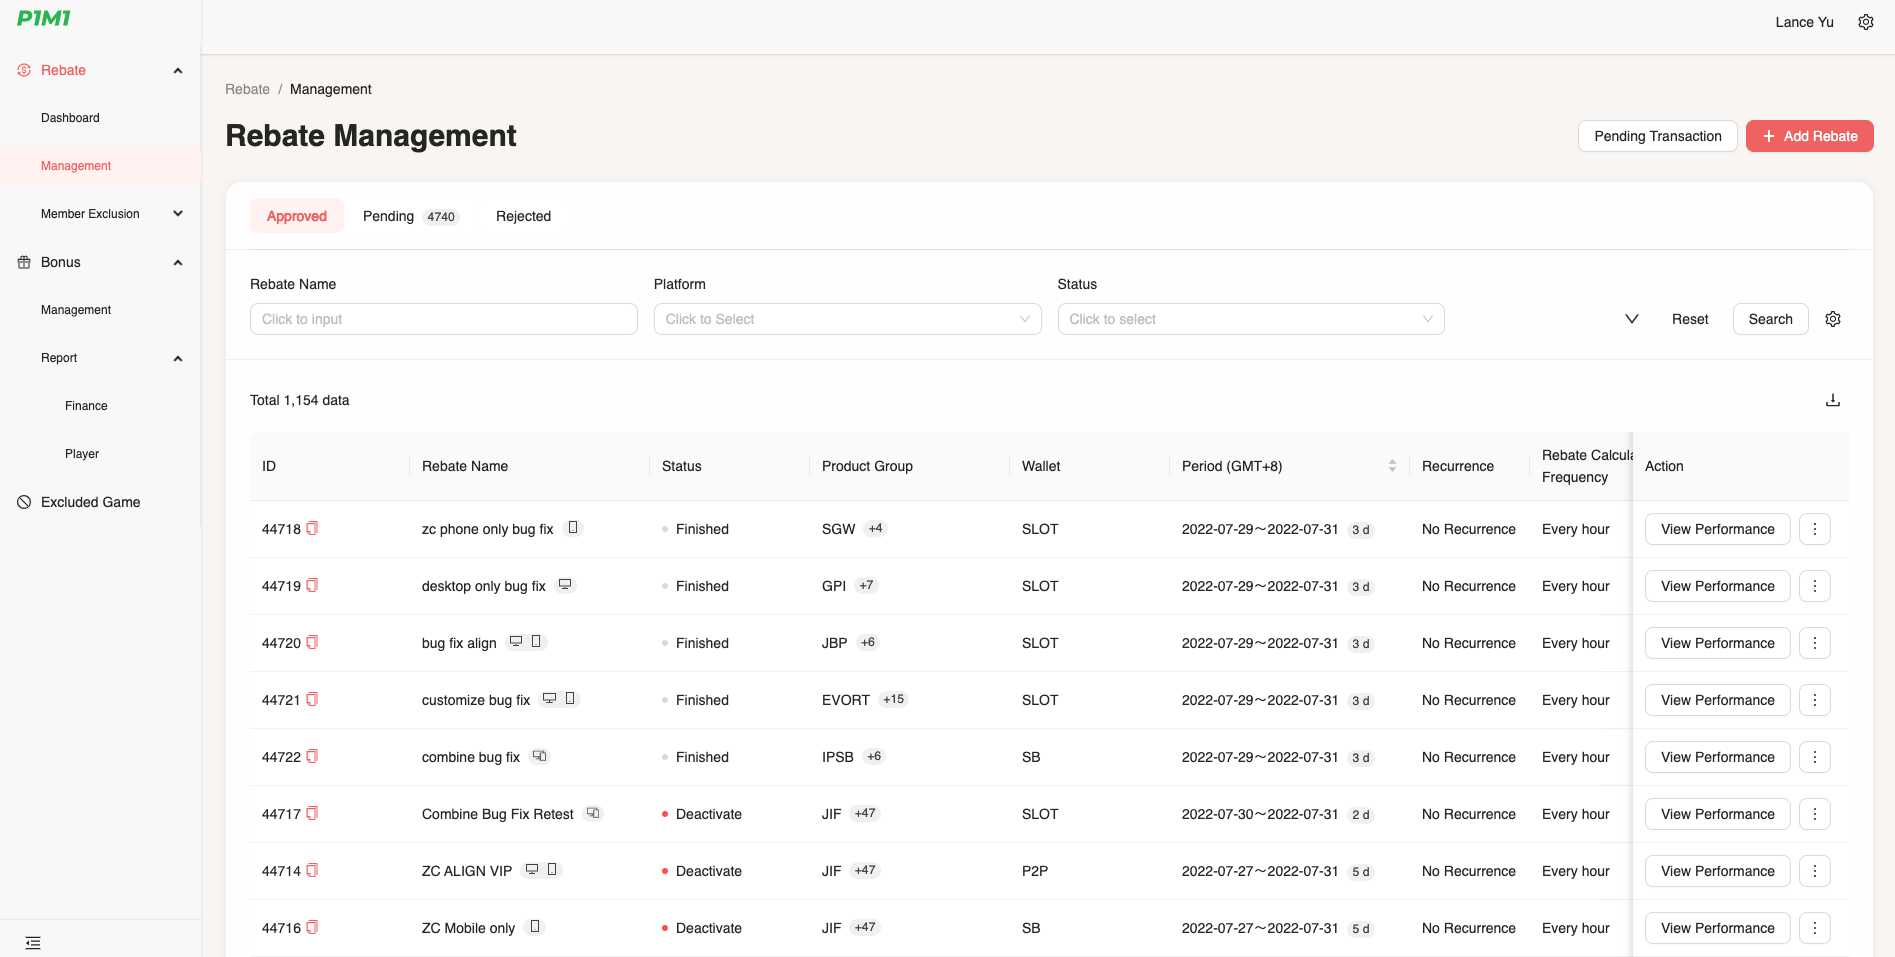 P1M1
Lance Yu
Rebate
Dashboard
Management
Member Exclusion
Bonus
Management
Report
Finance
Player
Excluded Game
Rebate / Management
Rebate Management
Pending Transaction
+ Add Rebate
Approved Pending 4740 Rejected
Rebate Name Platform Status
Click to input Click to Select Click to select Reset Search
Total 1,154 data
ID Rebate Name Status Product Group Wallet Period (GMT+8) Recurrence Rebate Calcula Frequency Action
44718 zc phone only bug fix Finished SGW +4 SLOT 2022-07-29~2022-07-31 3 d No Recurrence Every hour View Performance
44719 desktop only bug fix Finished GPI +7 SLOT 2022-07-29~2022-07-31 3 d No Recurrence Every hour View Performance
44720 bug fix align Finished JBP +6 SLOT 2022-07-29~2022-07-31 3 d No Recurrence Every hour View Performance
44721 customize bug fix Finished EVORT +15 SLOT 2022-07-29~2022-07-31 3 d No Recurrence Every hour View Performance
44722 combine bug fix Finished IPSB +6 SB 2022-07-29~2022-07-31 3 d No Recurrence Every hour View Performance
44717 Combine Bug Fix Retest Deactivate JIF +47 SLOT 2022-07-30~2022-07-31 2 d No Recurrence Every hour View Performance
44714 ZC ALIGN VIP Deactivate JIF +47 P2P 2022-07-27~2022-07-31 5 d No Recurrence Every hour View Performance
44716 ZC Mobile only Deactivate JIF +47 SB 2022-07-27~2022-07-31 5 d No Recurrence Every hour View Performance